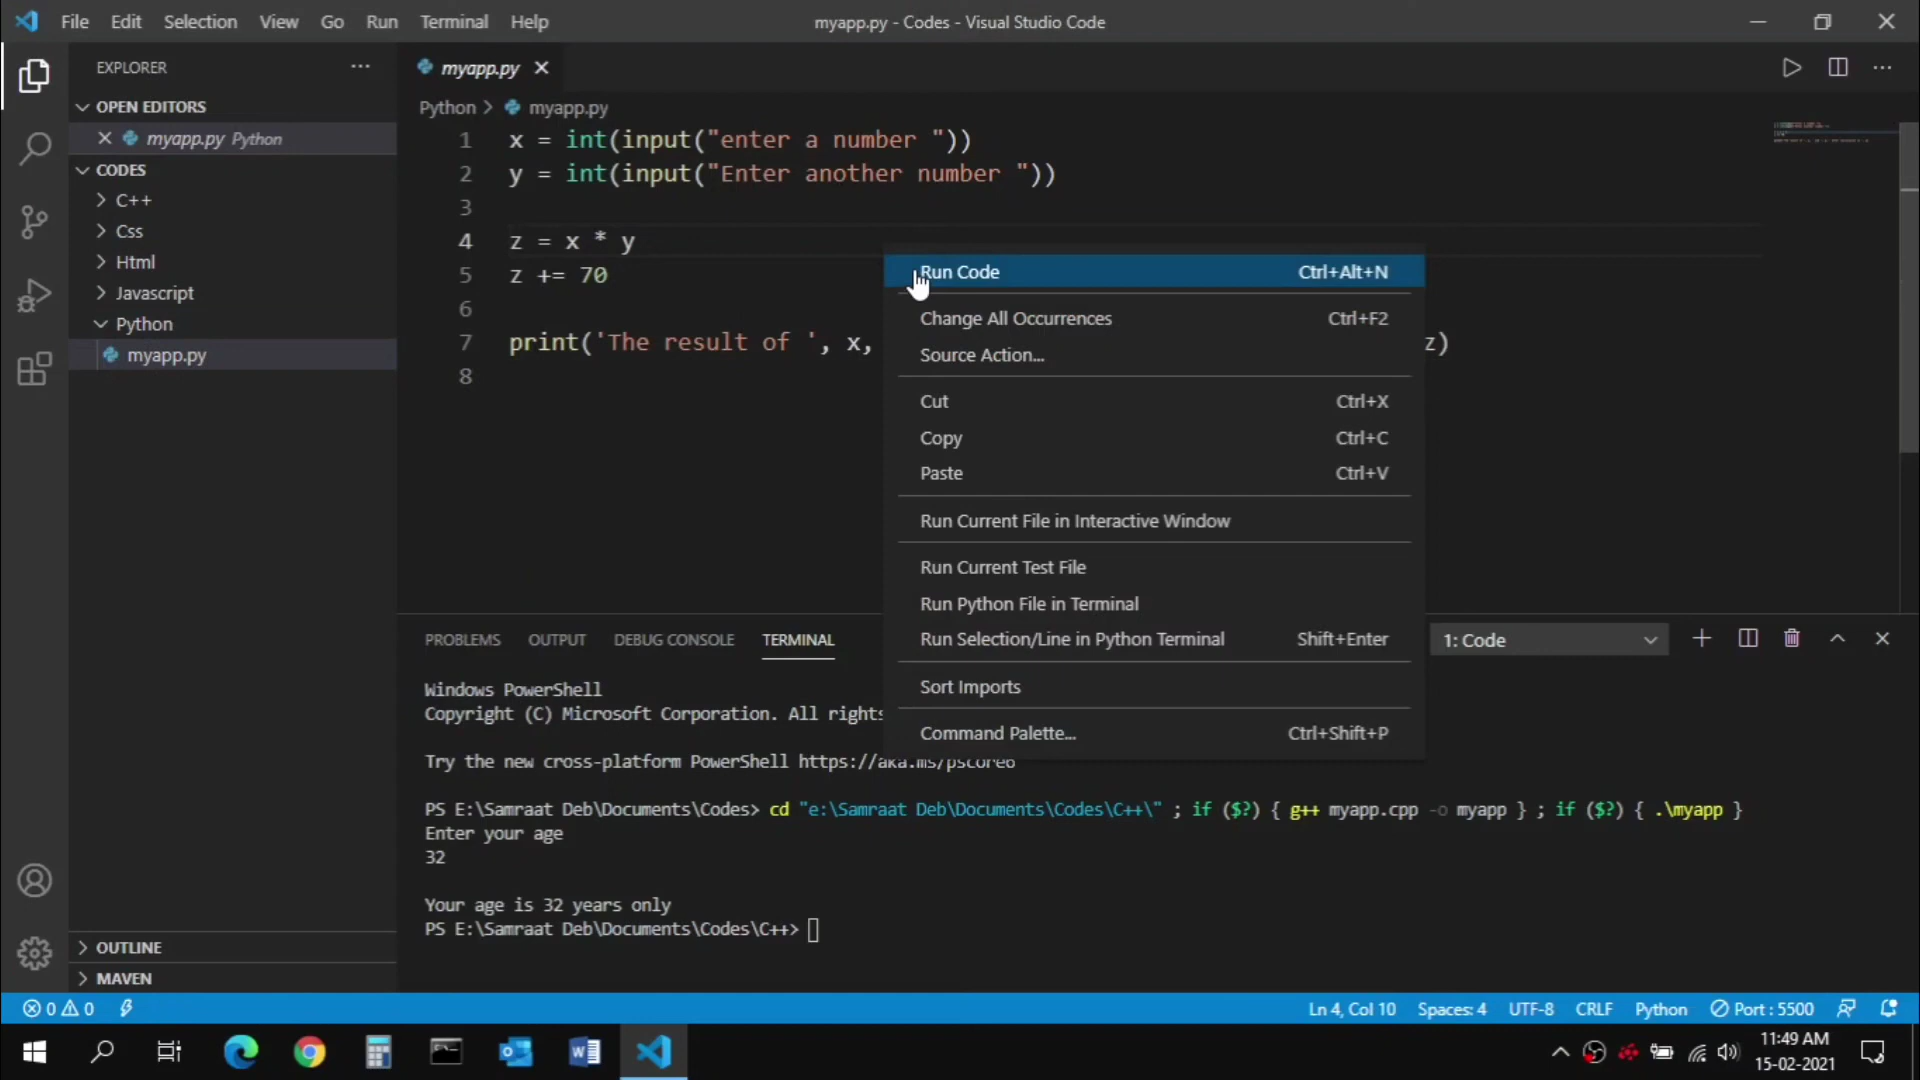 File Edit Selection View Go Run Terminal Help
myapp.py - Codes - Visual Studio Code
EXPLORER
OPEN EDITORS
myapp.py Python
CODES
C++
Css
Html
Javascript
Python
myapp.py
OUTLINE
MAVEN
myapp.py
Python > myapp.py
1 x = int(input("enter a number "))
2 y = int(input("Enter another number "))
3
4 z = x * y
5 z += 70
6
7 print('The result of ', x, z)
8
Run Code Ctrl+Alt+N
Change All Occurrences Ctrl+F2
Source Action...
Cut Ctrl+X
Copy Ctrl+C
Paste Ctrl+V
Run Current File in Interactive Window
Run Current Test File
Run Python File in Terminal
Run Selection/Line in Python Terminal Shift+Enter
Sort Imports
Command Palette... Ctrl+Shift+P
PROBLEMS OUTPUT DEBUG CONSOLE TERMINAL
1: Code
Windows PowerShell
Copyright (C) Microsoft Corporation. All rights
Try the new cross-platform PowerShell https://aka.ms/pscore6
PS E:\Samraat Deb\Documents\Codes> cd "e:\Samraat Deb\Documents\Codes\C++\" ; if ($?) { g++ myapp.cpp -o myapp } ; if ($?) { .\myapp }
Enter your age
32
Your age is 32 years only
PS E:\Samraat Deb\Documents\Codes\C++>
0 0
Ln 4, Col 10 Spaces: 4 UTF-8 CRLF Python Port : 5500
11:49 AM
15-02-2021